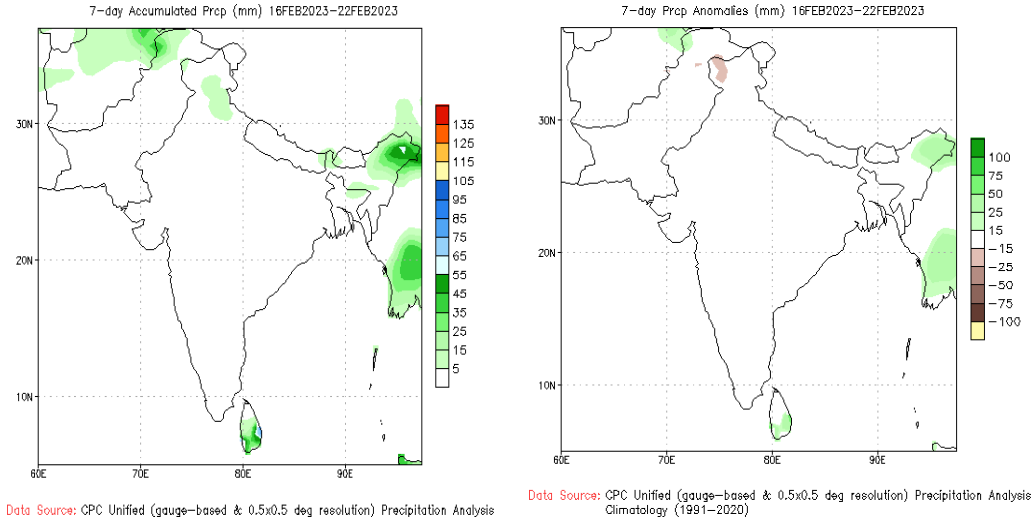 7-day Accumulated Prcp (mm) 16FEB2023-22FEB2023
30N
20N
10N
60E 70E 80E 90E
135
125
115
105
95
85
75
65
55
45
35
25
15
5
Data Source: CPC Unified (gauge-based & 0.5x0.5 deg resolution) Precipitation Analysis
7-day Prcp Anomalies (mm) 16FEB2023-22FEB2023
30N
20N
10N
60E 70E 80E 90E
100
75
50
25
15
-15
-25
-50
-75
-100
Data Source: CPC Unified (gauge-based & 0.5x0.5 deg resolution) Precipitation Analysis
Climatology (1991-2020)